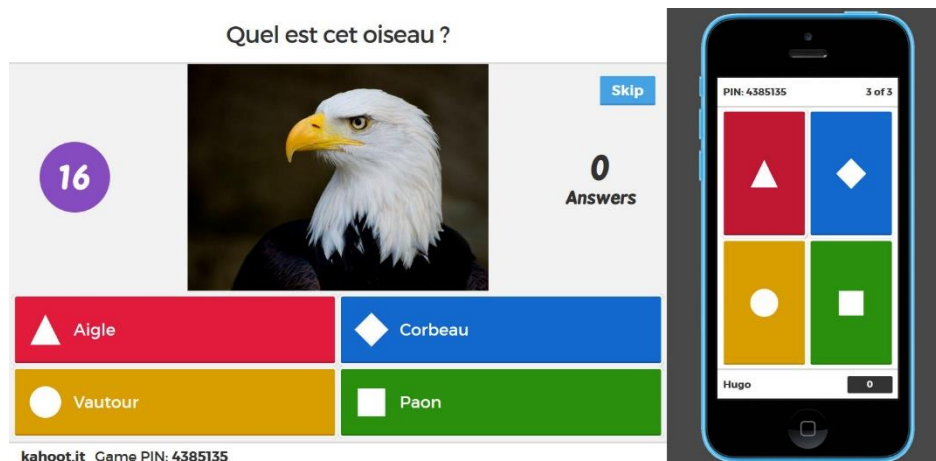 Quel est cet oiseau ?
Skip
16
0
Answers
Aigle
Corbeau
Vautour
Paon
kahoot.it Game PIN: 4385135
PIN: 4385135 3 of 3
Hugo 0